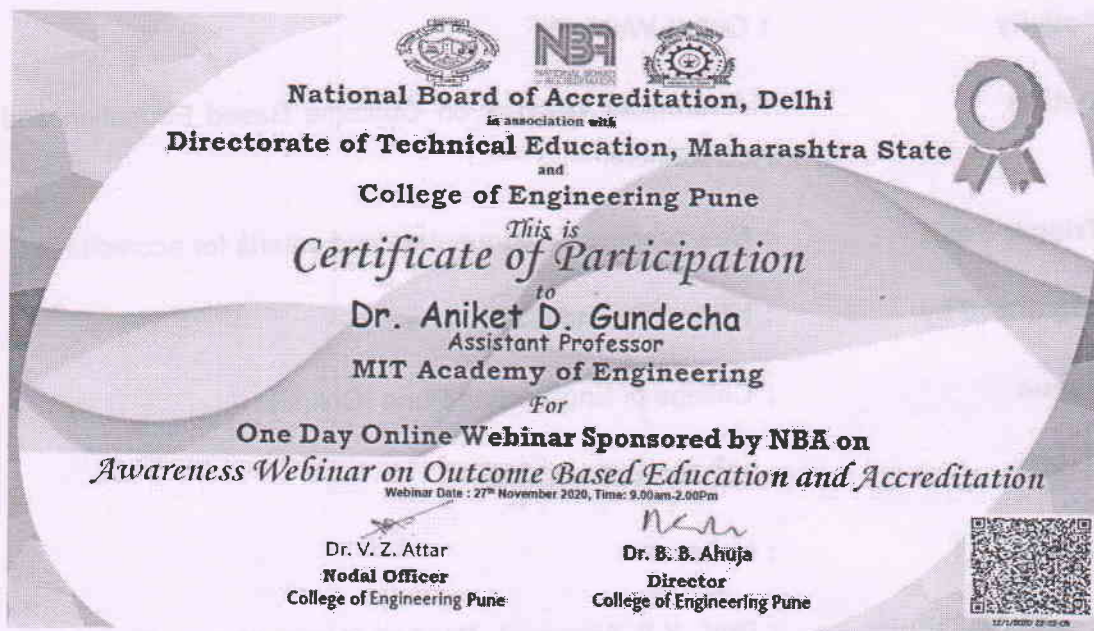 NBA
National Board of Accreditation, Delhi
in association with
Directorate of Technical Education, Maharashtra State
and
College of Engineering Pune
This is
Certificate of Participation
to
Dr. Aniket D. Gundecha
Assistant Professor
MIT Academy of Engineering
For
One Day Online Webinar Sponsored by NBA on
Awareness Webinar on Outcome Based Education and Accreditation
Webinar Date : 27th November 2020, Time: 9.00am-2.00Pm
Dr. V. Z. Attar
Nodal Officer
College of Engineering Pune
Dr. B. B. Ahuja
Director
College of Engineering Pune